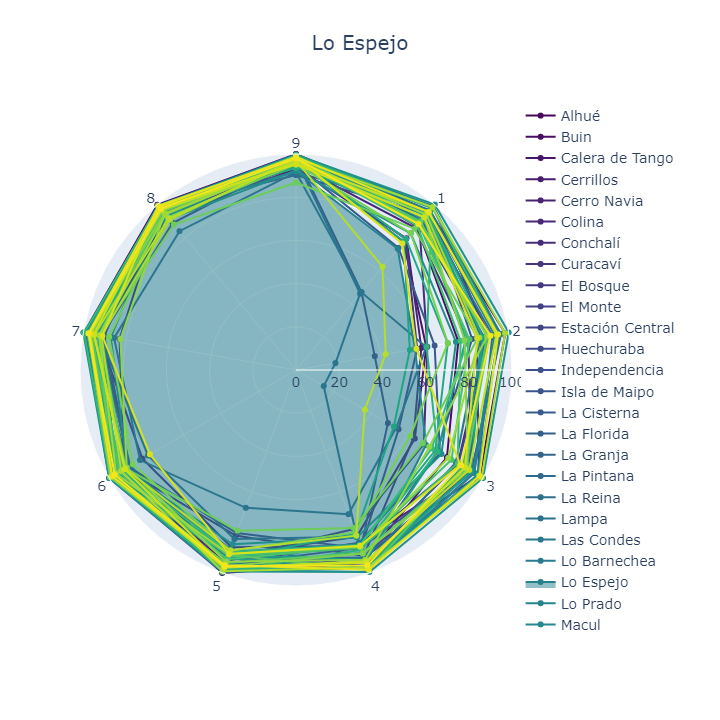 Lo Espejo
9
8
1
7
2
0
20
40
60
80
100
6
3
5
4
Alhué
Buin
Calera de Tango
Cerrillos
Cerro Navia
Colina
Conchalí
Curacaví
El Bosque
El Monte
Estación Central
Huechuraba
Independencia
Isla de Maipo
La Cisterna
La Florida
La Granja
La Pintana
La Reina
Lampa
Las Condes
Lo Barnechea
Lo Espejo
Lo Prado
Macul